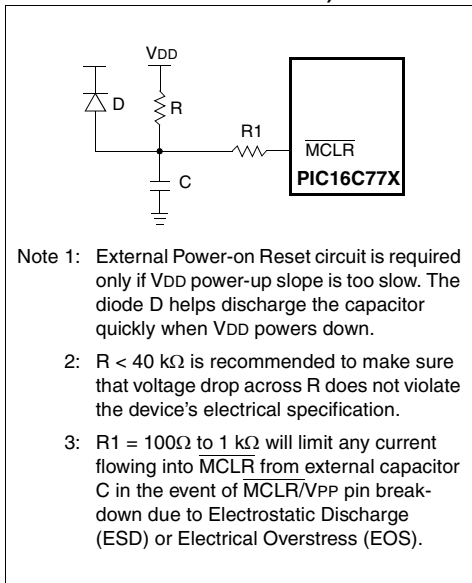 VDD
D
R
R1
MCLR
C
PIC16C77X
Note 1: External Power-on Reset circuit is required
only if VDD power-up slope is too slow. The
diode D helps discharge the capacitor
quickly when VDD powers down.
2: R < 40 kΩ is recommended to make sure
that voltage drop across R does not violate
the device's electrical specification.
3: R1 = 100Ω to 1 kΩ will limit any current
flowing into MCLR from external capacitor
C in the event of MCLR/VPP pin break-
down due to Electrostatic Discharge
(ESD) or Electrical Overstress (EOS).